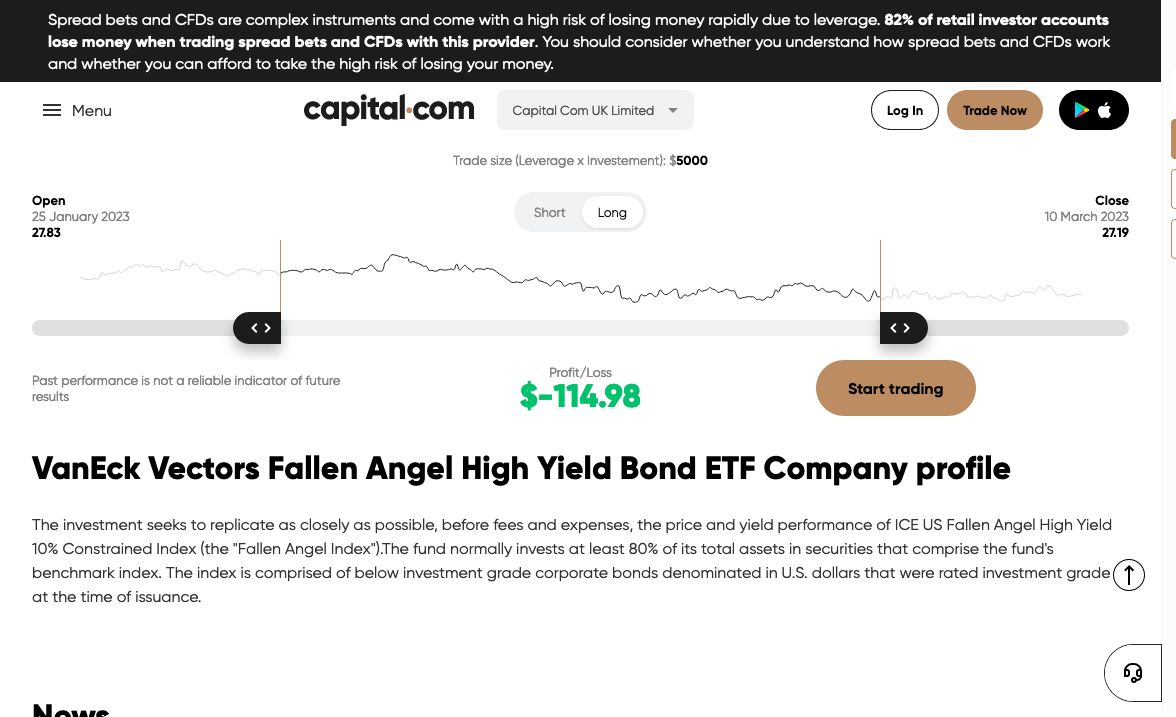 Spread bets and CFDs are complex instruments and come with a high risk of losing money rapidly due to leverage. 82% of retail investor accounts
lose money when trading spread bets and CFDs with this provider. You should consider whether you understand how spread bets and CFDs work
and whether you can afford to take the high risk of losing your money.
Menu
capital.com
Capital Com UK Limited
Log In
Trade Now
Trade size (Leverage x Investement): $5000
Open
25 January 2023
27.83
Short
Long
Close
10 March 2023
27.19
Past performance is not a reliable indicator of future
results
Profit/Loss
$-114.98
Start trading
VanEck Vectors Fallen Angel High Yield Bond ETF Company profile
The investment seeks to replicate as closely as possible, before fees and expenses, the price and yield performance of ICE US Fallen Angel High Yield
10% Constrained Index (the "Fallen Angel Index").The fund normally invests at least 80% of its total assets in securities that comprise the fund's
benchmark index. The index is comprised of below investment grade corporate bonds denominated in U.S. dollars that were rated investment grade
at the time of issuance.
News